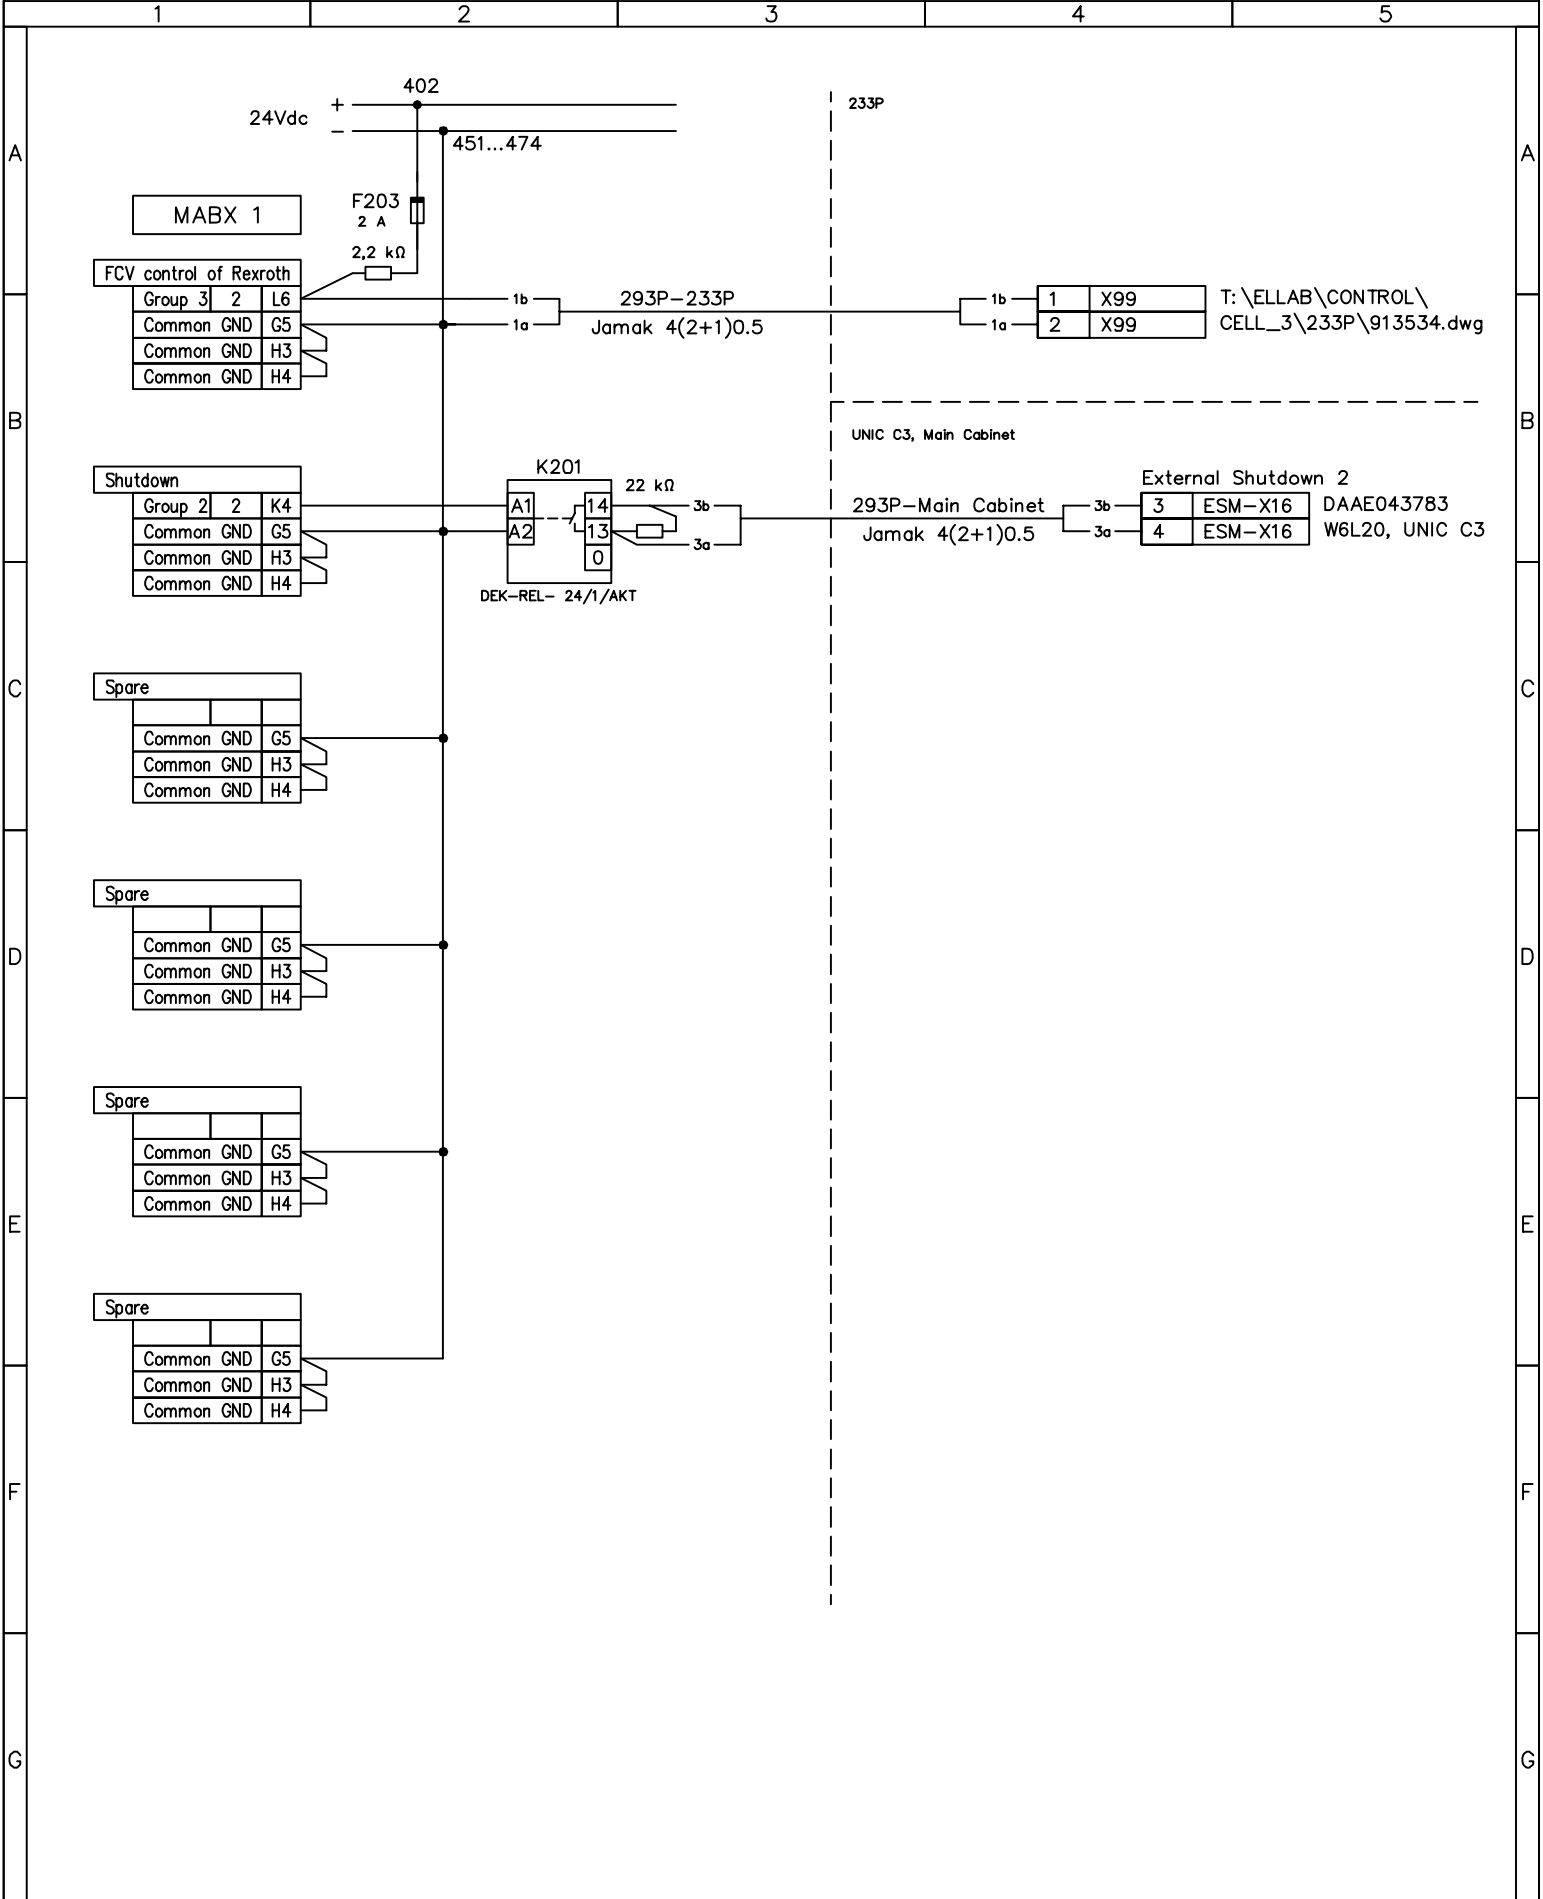 1 2 3 4 5
402
24Vdc + 233P
−
451...474
A A
F203
MABX 1
2 A
2,2 kΩ
FCV control of Rexroth
Group 3 2 L6 1b 293P−233P 1b 1 X99 T:\ELLAB\CONTROL\
Common GND G5 1a Jamak 4(2+1)0.5 1a 2 X99 CELL_3\233P\913534.dwg
Common GND H3
Common GND H4
B B
UNIC C3, Main Cabinet
K201
Shutdown 22 kΩ External Shutdown 2
Group 2 2 K4 A1 14 3b 293P−Main Cabinet 3b 3 ESM−X16 DAAE043783
Common GND G5 A2 13 3a Jamak 4(2+1)0.5 3a 4 ESM−X16 W6L20, UNIC C3
Common GND H3 0
Common GND H4
DEK−REL− 24/1/AKT
C C
Spare
Common GND G5
Common GND H3
Common GND H4
Spare
Common GND G5
D D
Common GND H3
Common GND H4
Spare
Common GND G5
Common GND H3
Common GND H4
E E
Spare
Common GND G5
Common GND H3
Common GND H4
F F
G G